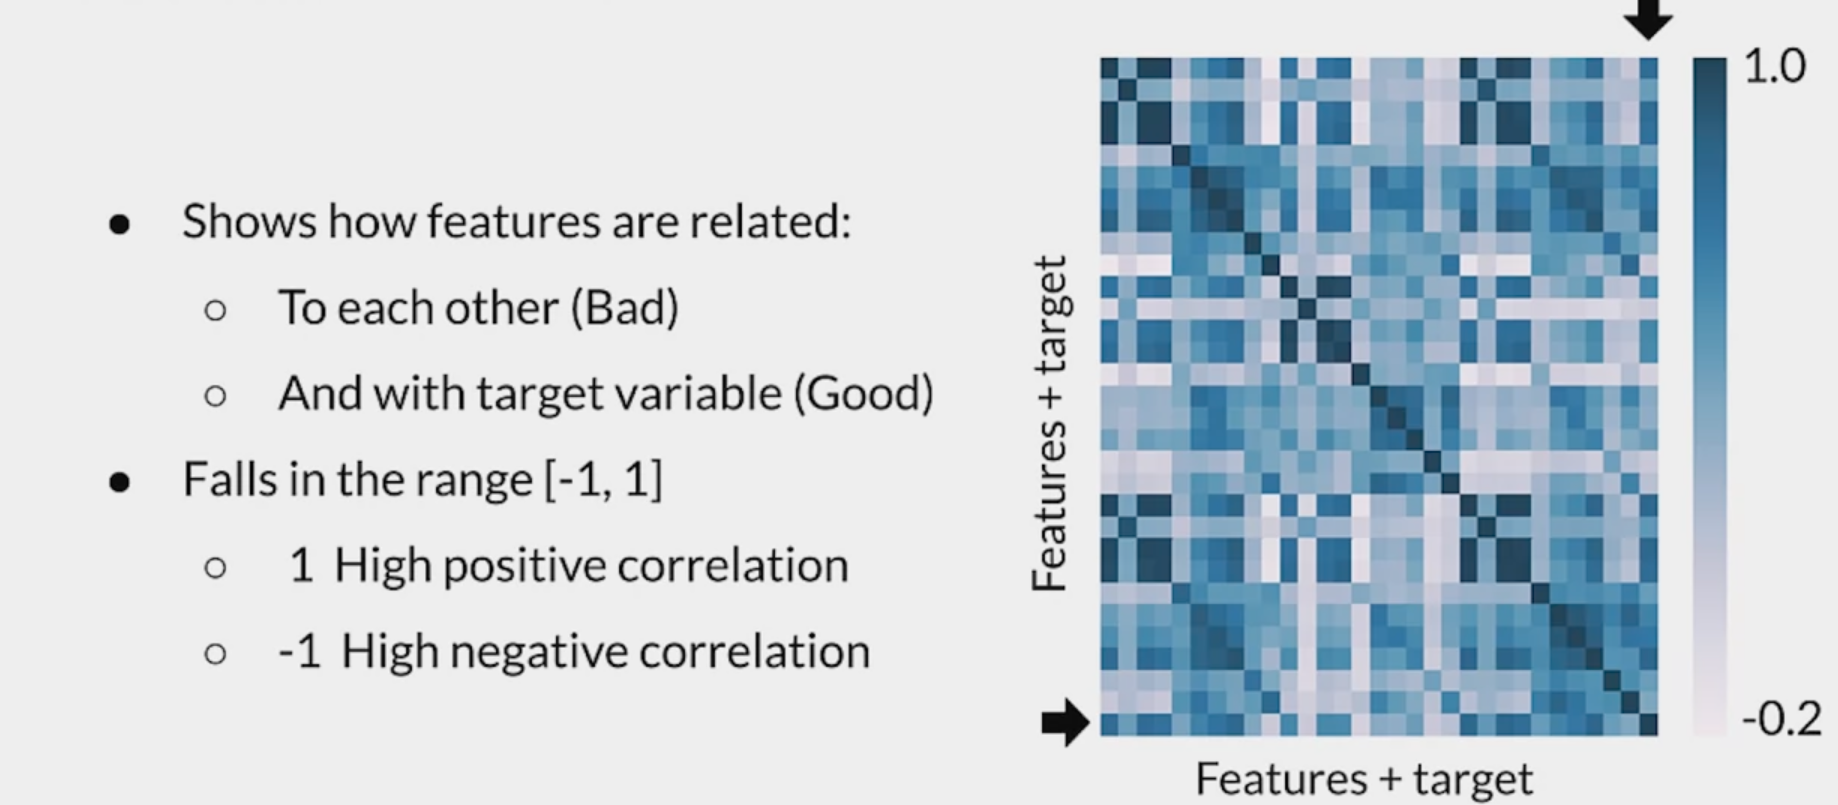 ● Shows how features are related:
○ To each other (Bad)
○ And with target variable (Good)
● Falls in the range [-1, 1]
○ 1 High positive correlation
○ -1 High negative correlation
Features + target
1.0
-0.2
Features + target